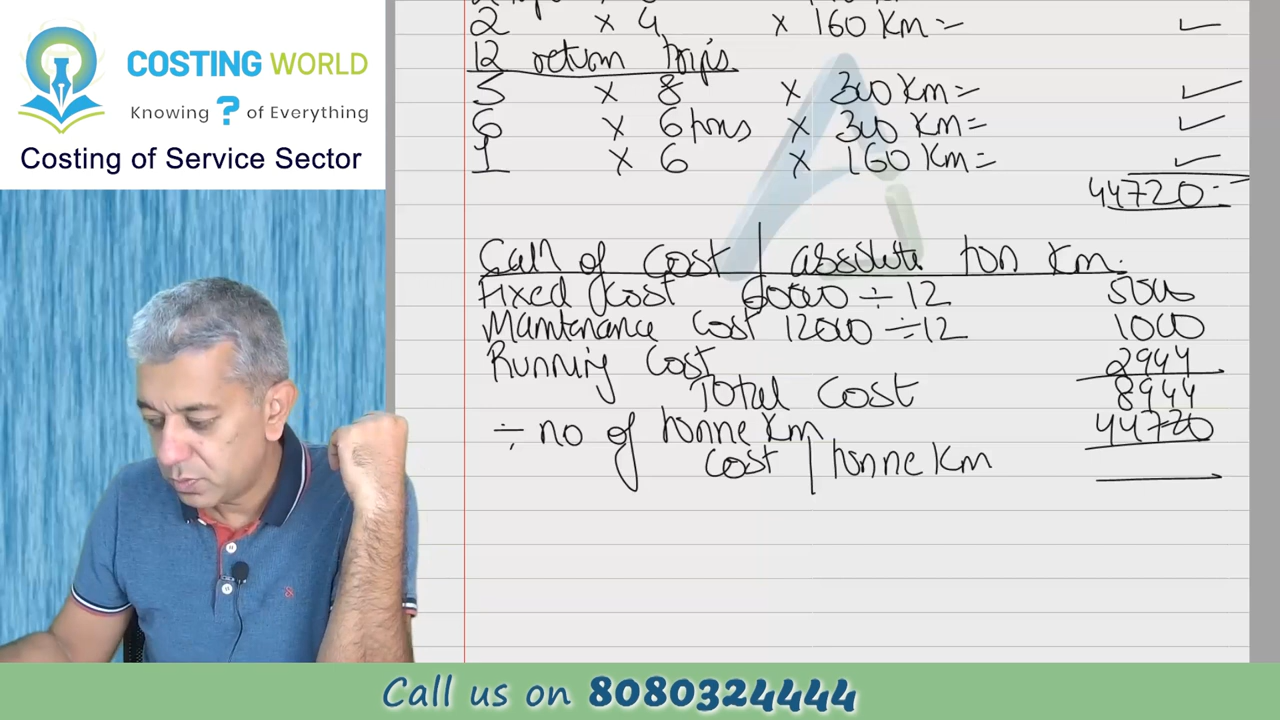 COSTING WORLD
Knowing ? of Everything
Costing of Service Sector
2 × 4 × 160 Km =
12 return trips
5 × 8 × 300 Km =
6 × 6 tons × 300 Km =
1 × 6 × 160 Km =
44720
Call of cost / absolute ton Km.
Fixed Cost 60000 ÷ 12 5000
Maintenance Cost 12000 ÷ 12 1000
Running Cost 2944
Total Cost 8944
÷ no of tonne Km 44720
cost / tonne Km
Call us on 8080324444